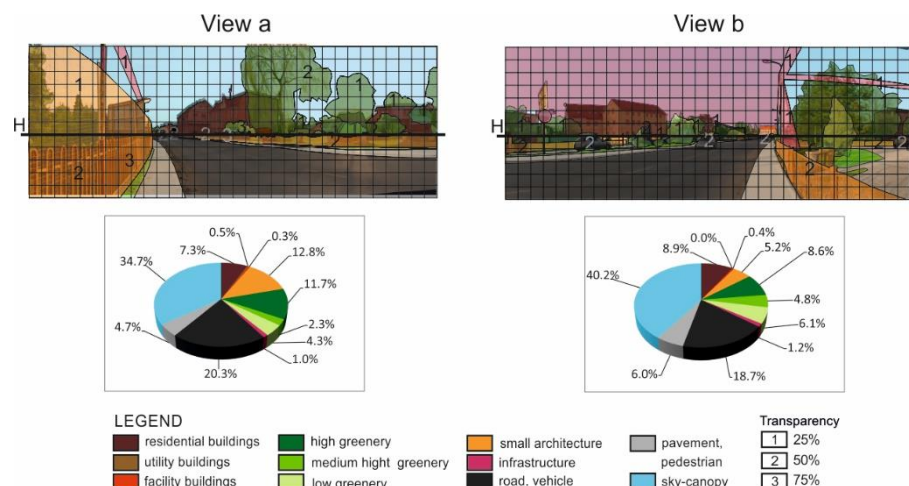 View a
View b
1
1
2
1
H
2
2
3
2
1
1
H
2
2
2
2
2
0.5%
0.3%
7.3%
12.8%
34.7%
11.7%
2.3%
4.7%
4.3%
1.0%
20.3%
0.0%
0.4%
8.9%
5.2%
8.6%
40.2%
4.8%
6.1%
1.2%
6.0%
18.7%
LEGEND
residential buildings
utility buildings
facility buildings
high greenery
medium hight greenery
low greenery
small architecture
infrastructure
road, vehicle
pavement,
pedestrian
sky-canopy
Transparency
1 25%
2 50%
3 75%